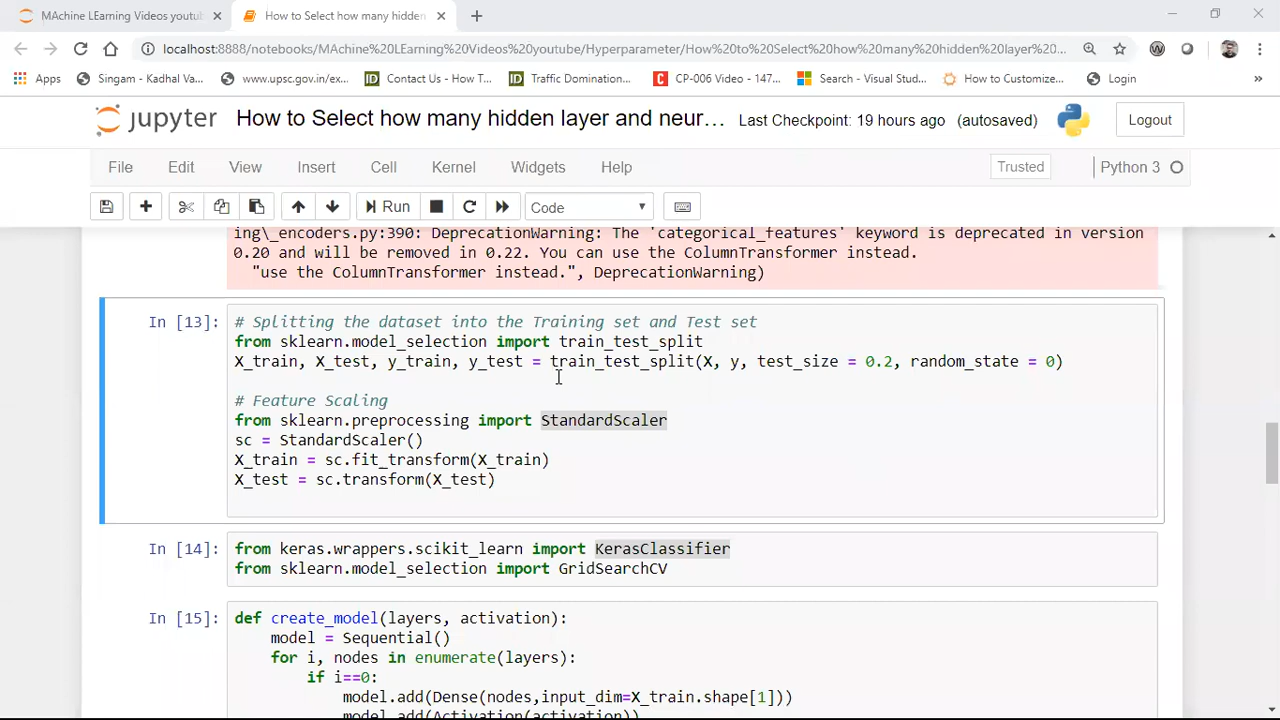 MAchine LEarning Videos youtub
How to Select how many hidden
localhost:8888/notebooks/MAchine%20LEarning%20Videos%20youtube/Hyperparameter/How%20to%20Select%20how%20many%20hidden%20layer%20...
Apps
Singam - Kadhal Va...
www.upsc.gov.in/ex...
ID Contact Us - How T...
ID Traffic Domination...
C CP-006 Video - 147...
Search - Visual Stud...
How to Customize...
Login
»
jupyter How to Select how many hidden layer and neur... Last Checkpoint: 19 hours ago (autosaved) Logout
File Edit View Insert Cell Kernel Widgets Help Trusted Python 3
Run Code
ing\_encoders.py:390: DeprecationWarning: The 'categorical_features' keyword is deprecated in version
0.20 and will be removed in 0.22. You can use the ColumnTransformer instead.
"use the ColumnTransformer instead.", DeprecationWarning)
In [13]: # Splitting the dataset into the Training set and Test set
from sklearn.model_selection import train_test_split
X_train, X_test, y_train, y_test = train_test_split(X, y, test_size = 0.2, random_state = 0)
# Feature Scaling
from sklearn.preprocessing import StandardScaler
sc = StandardScaler()
X_train = sc.fit_transform(X_train)
X_test = sc.transform(X_test)
In [14]: from keras.wrappers.scikit_learn import KerasClassifier
from sklearn.model_selection import GridSearchCV
In [15]: def create_model(layers, activation):
model = Sequential()
for i, nodes in enumerate(layers):
if i==0:
model.add(Dense(nodes,input_dim=X_train.shape[1]))
model.add(Activation(activation))